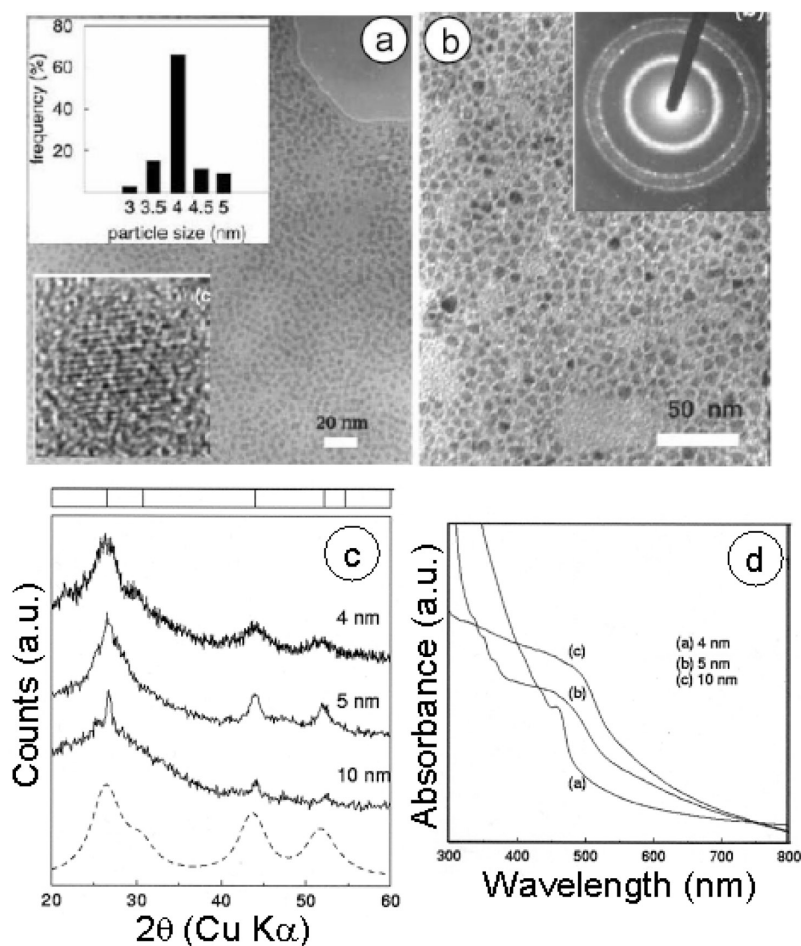 a
80
60
40
20
frequency (%)
3 3.5 4 4.5 5
particle size (nm)
(c
20 nm
b
(b)
50 nm
c
4 nm
5 nm
10 nm
Counts (a.u.)
20 30 40 50 60
2θ (Cu Kα)
d
(c)
(b)
(a)
(a) 4 nm
(b) 5 nm
(c) 10 nm
Absorbance (a.u.)
300 400 500 600 700 800
Wavelength (nm)